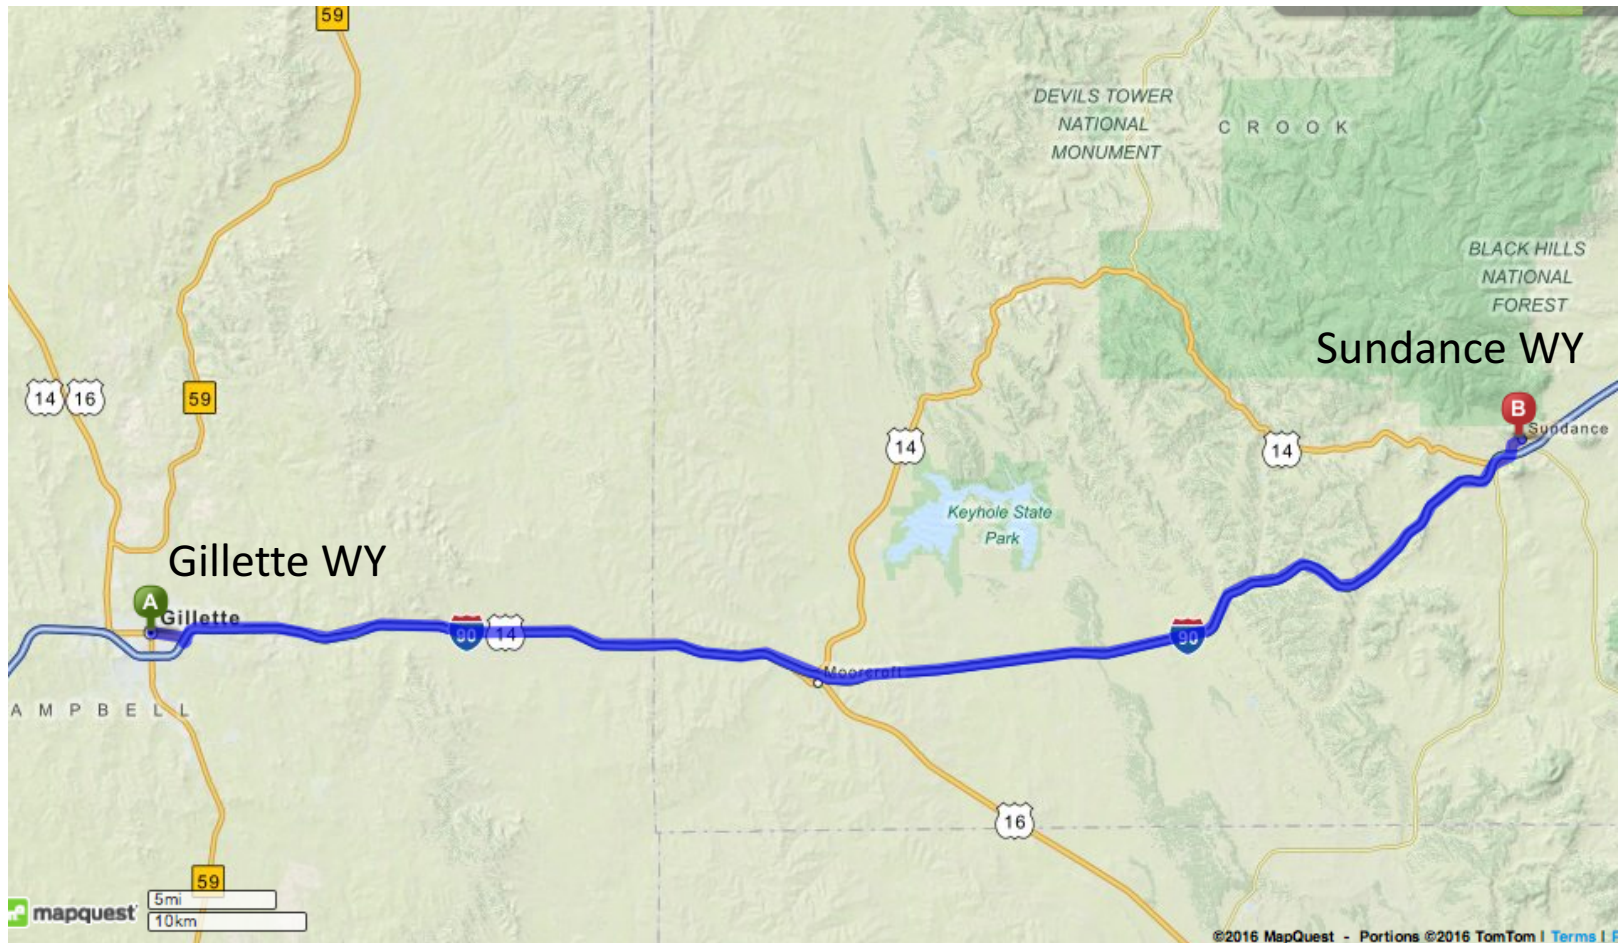 59
DEVILS TOWER
NATIONAL
MONUMENT
CROOK
BLACK HILLS
NATIONAL
FOREST
Sundance WY
14 16
59
B
Sundance
14
14
Keyhole State
Park
Gillette WY
A
Gillette
90 14
90
Moorcroft
AMPBELL
16
59
5mi
10km
mapquest
©2016 MapQuest - Portions ©2016 TomTom | Terms |